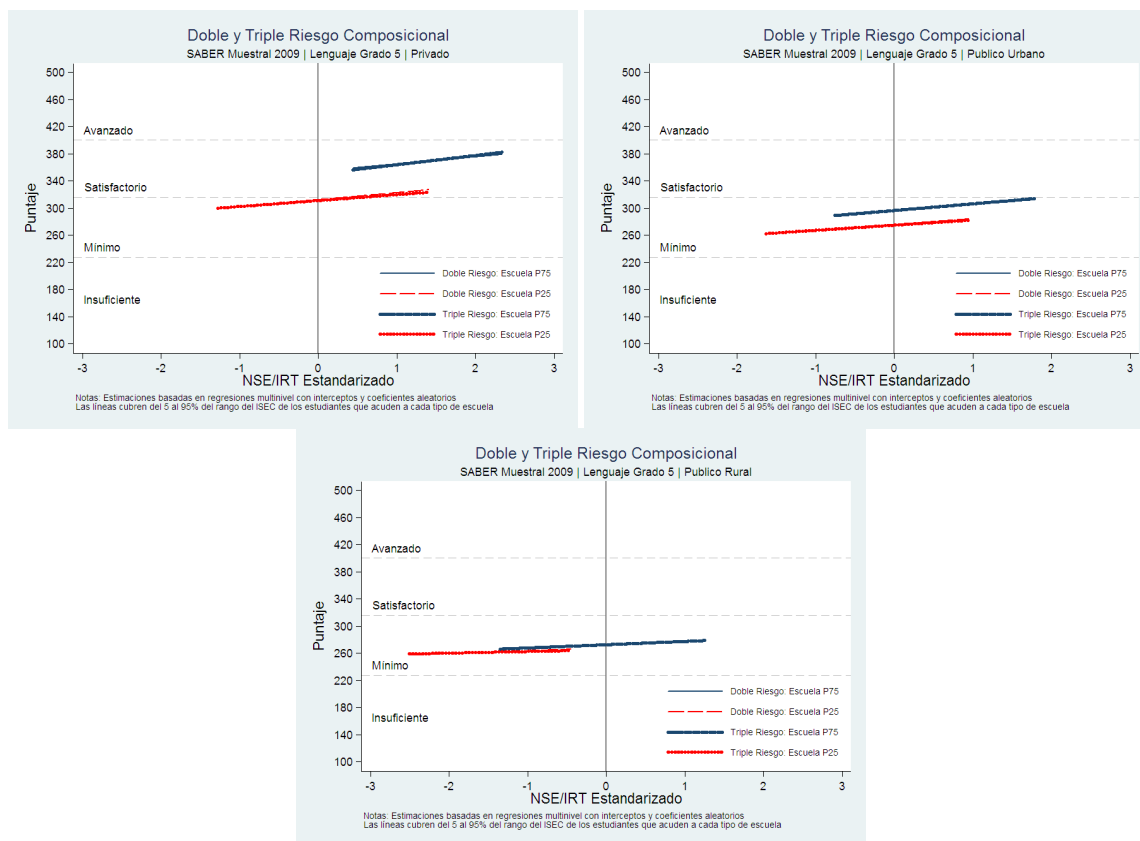 Doble y Triple Riesgo Composicional
SABER Muestral 2009 | Lenguaje Grado 5 | Privado
Puntaje
500
460
420
380
340
300
260
220
180
140
100
Avanzado
Satisfactorio
Mínimo
Insuficiente
Doble Riesgo: Escuela P75
Doble Riesgo: Escuela P25
Triple Riesgo: Escuela P75
Triple Riesgo: Escuela P25
-3 -2 -1 0 1 2 3
NSE/IRT Estandarizado
Notas: Estimaciones basadas en regresiones multinivel con interceptos y coeficientes aleatorios
Las líneas cubren del 5 al 95% del rango del ISEC de los estudiantes que acuden a cada tipo de escuela
Doble y Triple Riesgo Composicional
SABER Muestral 2009 | Lenguaje Grado 5 | Publico Urbano
Puntaje
500
460
420
380
340
300
260
220
180
140
100
Avanzado
Satisfactorio
Mínimo
Insuficiente
Doble Riesgo: Escuela P75
Doble Riesgo: Escuela P25
Triple Riesgo: Escuela P75
Triple Riesgo: Escuela P25
-3 -2 -1 0 1 2 3
NSE/IRT Estandarizado
Notas: Estimaciones basadas en regresiones multinivel con interceptos y coeficientes aleatorios
Las líneas cubren del 5 al 95% del rango del ISEC de los estudiantes que acuden a cada tipo de escuela
Doble y Triple Riesgo Composicional
SABER Muestral 2009 | Lenguaje Grado 5 | Publico Rural
Puntaje
500
460
420
380
340
300
260
220
180
140
100
Avanzado
Satisfactorio
Mínimo
Insuficiente
Doble Riesgo: Escuela P75
Doble Riesgo: Escuela P25
Triple Riesgo: Escuela P75
Triple Riesgo: Escuela P25
-3 -2 -1 0 1 2 3
NSE/IRT Estandarizado
Notas: Estimaciones basadas en regresiones multinivel con interceptos y coeficientes aleatorios
Las líneas cubren del 5 al 95% del rango del ISEC de los estudiantes que acuden a cada tipo de escuela